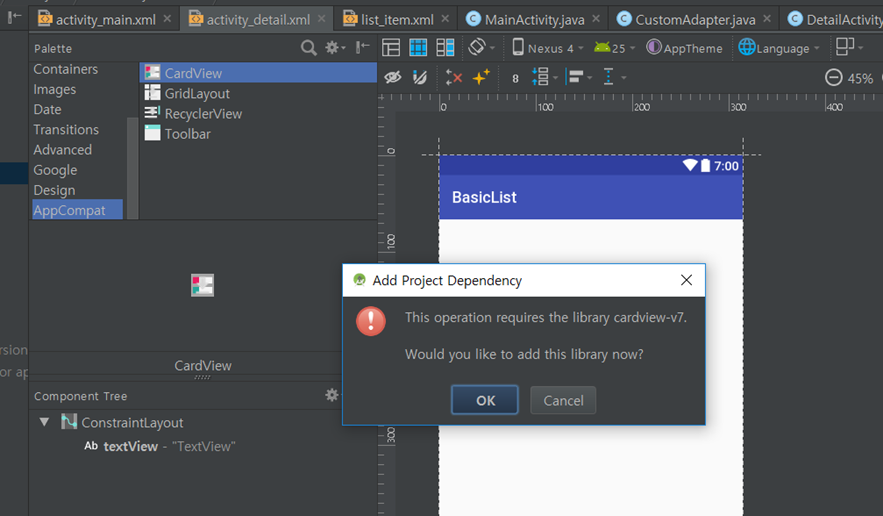 activity_main.xml
activity_detail.xml
list_item.xml
MainActivity.java
CustomAdapter.java
DetailActivity
Palette
Nexus 4
25
AppTheme
Language
8
45%
Containers
Images
Date
Transitions
Advanced
Google
Design
AppCompat
CardView
GridLayout
RecyclerView
Toolbar
0
100
200
300
400
0
100
300
7:00
BasicList
Add Project Dependency
This operation requires the library cardview-v7.
Would you like to add this library now?
OK
Cancel
rsion
or ap
CardView
Component Tree
ConstraintLayout
Ab textView - "TextView"